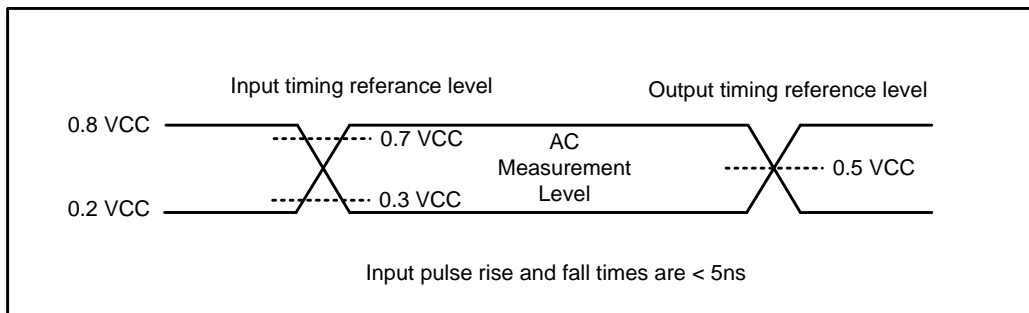 Input timing referance level
Output timing reference level
0.8 VCC
0.7 VCC
AC
Measurement
Level
0.5 VCC
0.3 VCC
0.2 VCC
Input pulse rise and fall times are < 5ns